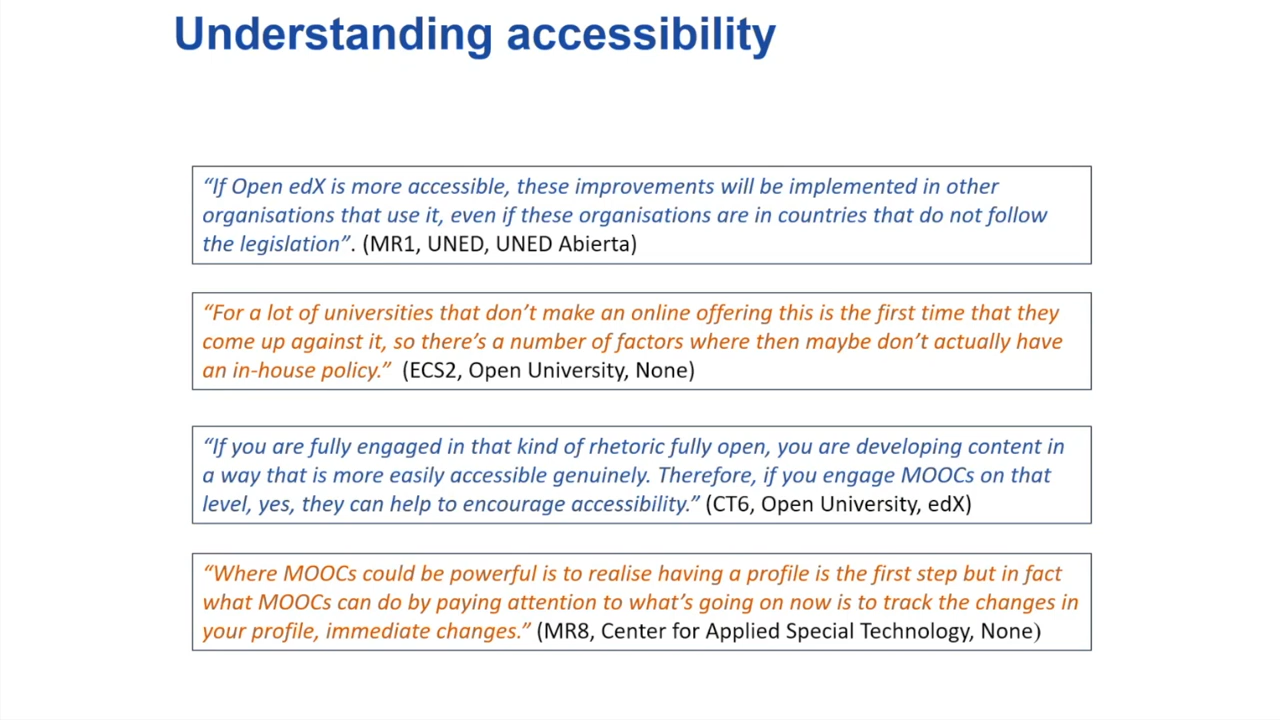 Understanding accessibility
“If Open edX is more accessible, these improvements will be implemented in other
organisations that use it, even if these organisations are in countries that do not follow
the legislation”. (MR1, UNED, UNED Abierta)
“For a lot of universities that don’t make an online offering this is the first time that they
come up against it, so there’s a number of factors where then maybe don’t actually have
an in-house policy.” (ECS2, Open University, None)
“If you are fully engaged in that kind of rhetoric fully open, you are developing content in
a way that is more easily accessible genuinely. Therefore, if you engage MOOCs on that
level, yes, they can help to encourage accessibility.” (CT6, Open University, edX)
“Where MOOCs could be powerful is to realise having a profile is the first step but in fact
what MOOCs can do by paying attention to what’s going on now is to track the changes in
your profile, immediate changes.” (MR8, Center for Applied Special Technology, None)